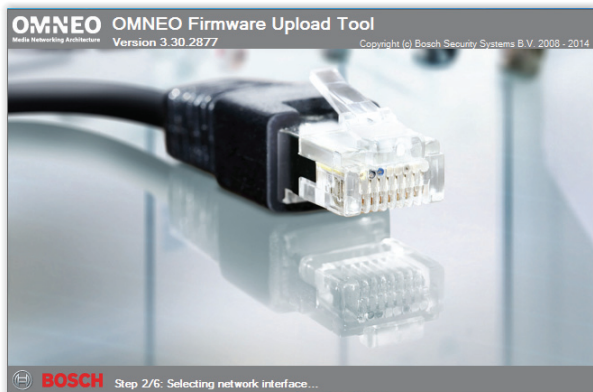 OMNEO OMNEO Firmware Upload Tool
Media Networking Architecture Version 3.30.2877
Copyright (c) Bosch Security Systems B.V. 2008 - 2014
BOSCH Step 2/6: Selecting network interface...